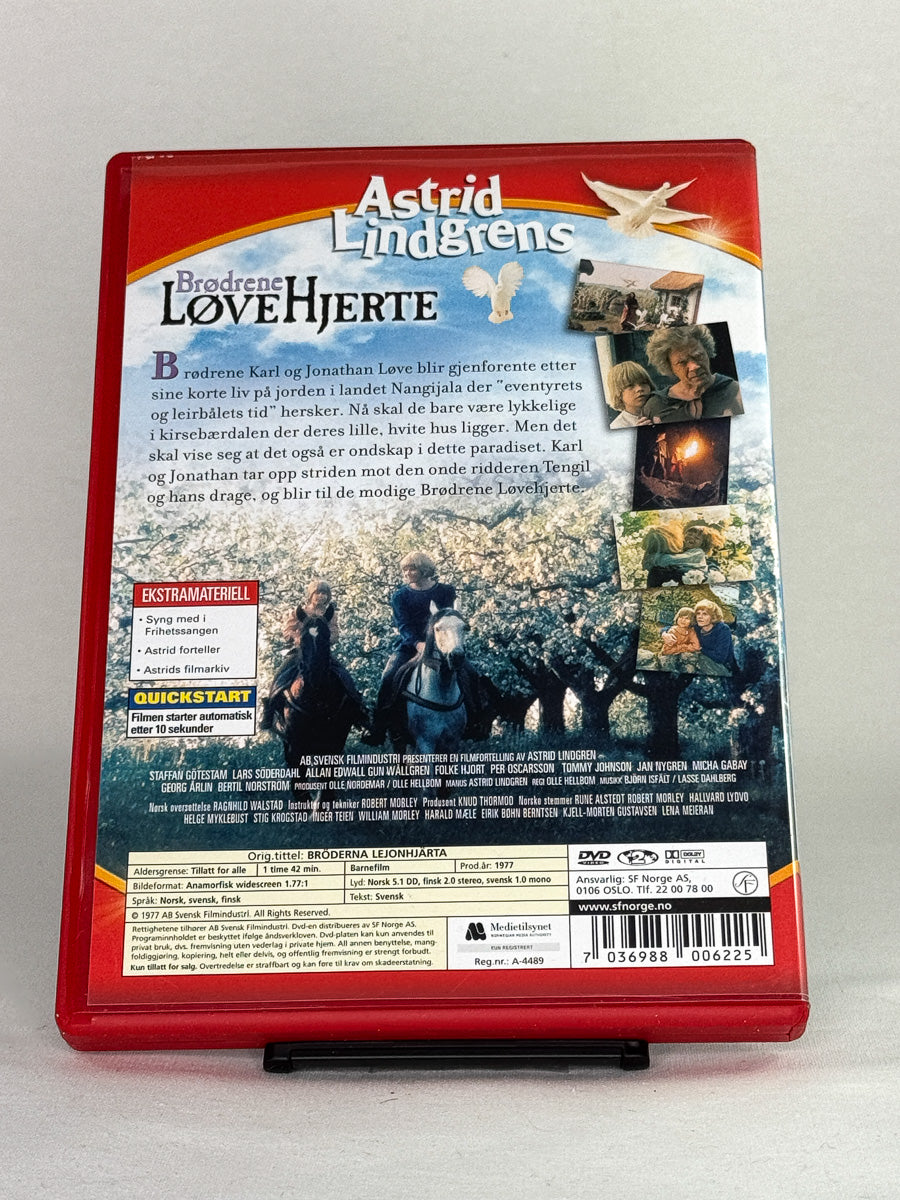 Astrid
Lindgrens
Brødrene
LØVEHJERTE
Brødrene Karl og Jonathan Løve blir gjenforente etter
sine korte liv på jorden i landet Nangijala der "eventyrets
og leirbålets tid" hersker. Nå skal de bare være lykkelige
i kirsebærdalen der deres lille, hvite hus ligger. Men det
skal vise seg at det også er ondskap i dette paradiset. Karl
og Jonathan tar opp striden mot den onde ridderen Tengil
og hans drage, og blir til de modige Brødrene Løvehjerte.
EKSTRAMATERIELL
• Syng med i
Frihetssangen
• Astrid forteller
• Astrids filmarkiv
QUICKSTART
Filmen starter automatisk
etter 10 sekunder
AB SVENSK FILMINDUSTRI PRESENTERER EN FILMFORTELLING AV ASTRID LINDGREN
STAFFAN GÖTESTAM LARS SÖDERDAHL ALLAN EDWALL GUN WÅLLGREN FOLKE HJORT PER OSCARSSON TOMMY JOHNSON JAN NYGREN MICHA GABAY
GEORG ÅRLIN BERTIL NORSTRÖM PRODUSENT OLLE NORDEMAR / OLLE HELLBOM MANUS ASTRID LINDGREN REGI OLLE HELLBOM MUSIKK BJÖRN ISFÄLT / LASSE DAHLBERG
Norsk oversettelse RAGNHILD WALSTAD Instruktør og tekniker ROBERT MORLEY Produsent KNUD THORMOD Norske stemmer RUNE ALSTEDT ROBERT MORLEY HALLVARD LYDVO
HELGE MYKLEBUST STIG KROGSTAD INGER TEIEN WILLIAM MORLEY HARALD MÆLE EIRIK BØHN BERNTSEN KJELL-MORTEN GUSTAVSEN LENA MEIERAN
Orig.tittel: BRÖDERNA LEJONHJÄRTA
Aldersgrense: Tillatt for alle 1 time 42 min. Barnefilm Prod.år: 1977
Bildeformat: Anamorfisk widescreen 1.77:1 Lyd: Norsk 5.1 DD, finsk 2.0 stereo, svensk 1.0 mono
Språk: Norsk, svensk, finsk Tekst: Svensk
© 1977 AB Svensk Filmindustri. All Rights Reserved.
Rettighetene tilhører AB Svensk Filmindustri. Dvd-en distribueres av SF Norge AS.
Programinnholdet er beskyttet ifølge åndsverkloven. Dvd-platen kan kun anvendes til
privat bruk, dvs. fremvisning uten vederlag i private hjem. All annen benyttelse, mang-
foldiggjøring, kopiering, helt eller delvis, og offentlig fremvisning er strengt forbudt.
Kun tillatt for salg. Overtredelse er straffbart og kan føre til krav om skadeerstatning.
DVD VIDEO 2 DOLBY DIGITAL
Ansvarlig: SF Norge AS,
0106 OSLO. Tlf. 22 00 78 00
SF
www.sfnorge.no
Medietilsynet
NORWEGIAN MEDIA AUTHORITY
KUN REGISTRERT
Reg.nr.: A-4489
7 036988 006225